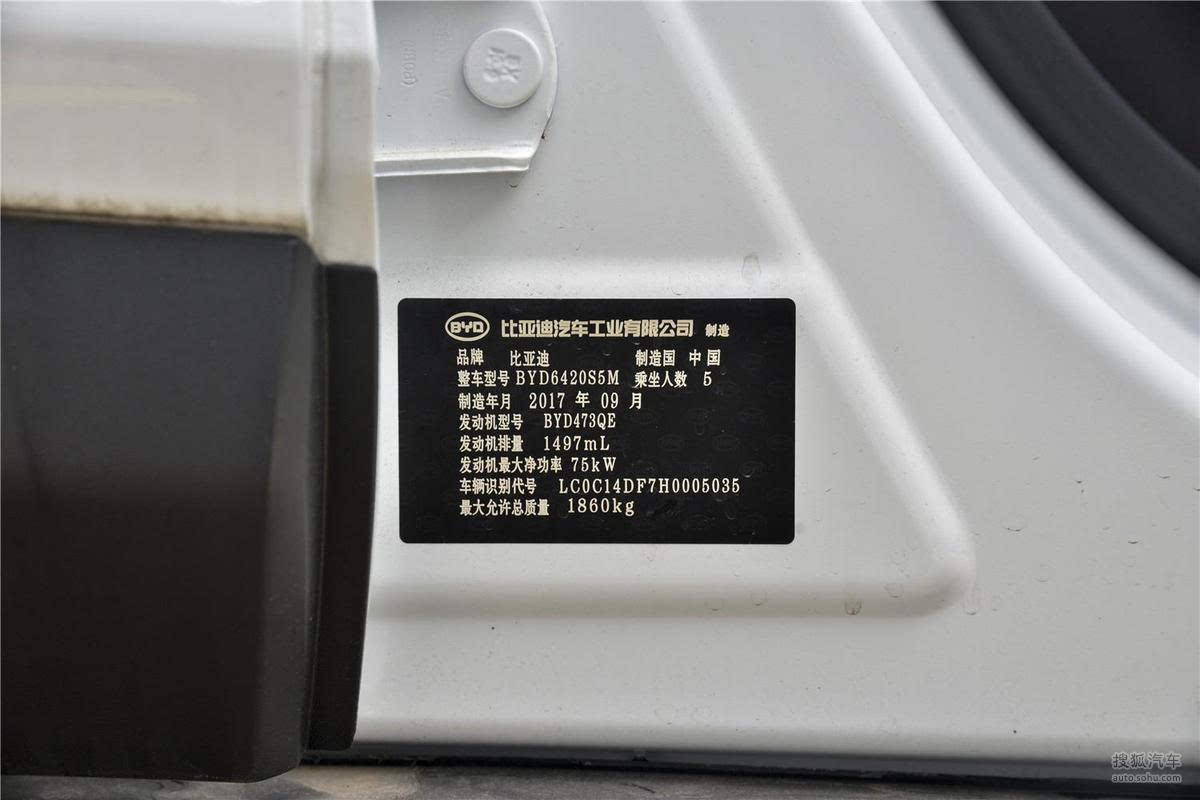 BYD 比亚迪汽车工业有限公司 制造
品牌 比亚迪 制造国 中国
整车型号 BYD6420S5M 乘坐人数 5
制造年月 2017 年 09 月
发动机型号 BYD473QE
发动机排量 1497mL
发动机最大净功率 75kW
车辆识别代号 LC0C14DF7H0005035
最大允许总质量 1860kg
搜狐汽车
auto.sohu.com